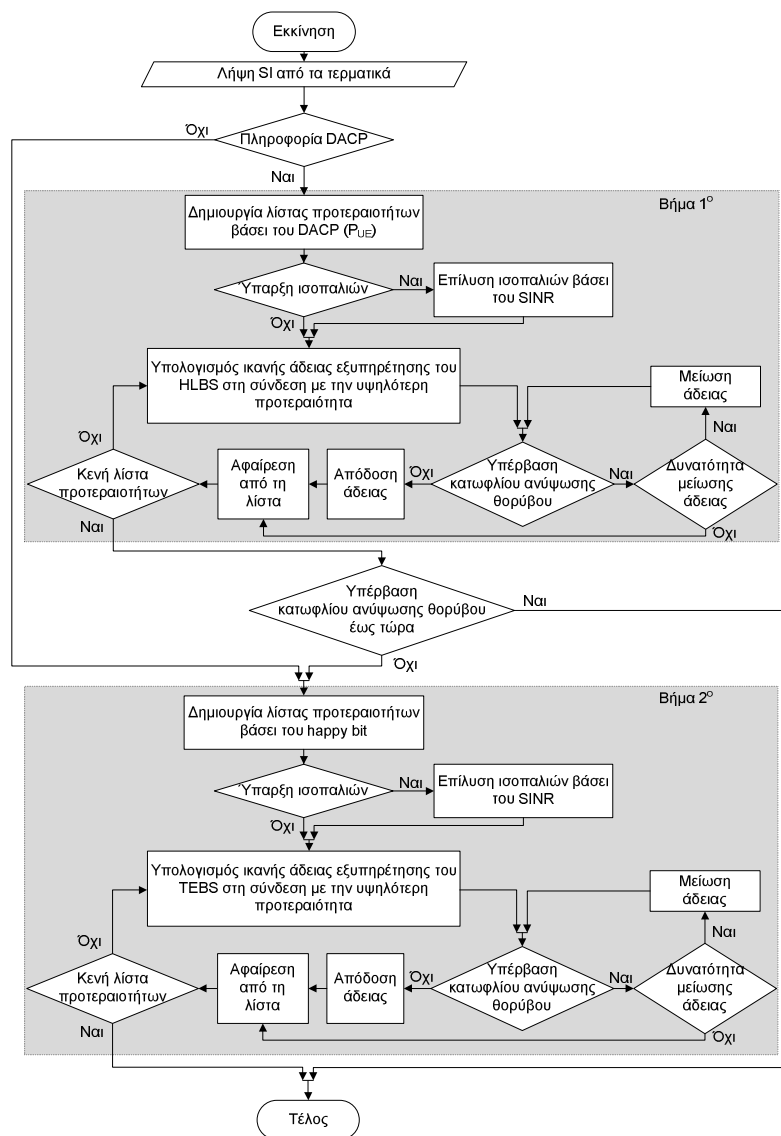 Εκκίνηση
Λήψη SI από τα τερματικά
Όχι
Πληροφορία DACP
Ναι
Βήμα 1º
Δημιουργία λίστας προτεραιοτήτων
βάσει του DACP (PUE)
Ύπαρξη ισοπαλιών
Ναι
Επίλυση ισοπαλιών βάσει
του SINR
Όχι
Υπολογισμός ικανής άδειας εξυπηρέτησης του
HLBS στη σύνδεση με την υψηλότερη
προτεραιότητα
Μείωση
άδειας
Όχι
Ναι
Κενή λίστα
προτεραιοτήτων
Αφαίρεση
από τη
λίστα
Απόδοση
άδειας
Όχι
Υπέρβαση
κατωφλίου ανύψωσης
θορύβου
Ναι
Δυνατότητα
μείωσης
άδειας
Ναι
Όχι
Υπέρβαση
κατωφλίου ανύψωσης θορύβου
έως τώρα
Ναι
Όχι
Βήμα 2º
Δημιουργία λίστας προτεραιοτήτων
βάσει του happy bit
Ύπαρξη ισοπαλιών
Ναι
Επίλυση ισοπαλιών βάσει
του SINR
Όχι
Υπολογισμός ικανής άδειας εξυπηρέτησης του
TEBS στη σύνδεση με την υψηλότερη
προτεραιότητα
Μείωση
άδειας
Όχι
Ναι
Κενή λίστα
προτεραιοτήτων
Αφαίρεση
από τη
λίστα
Απόδοση
άδειας
Όχι
Υπέρβαση
κατωφλίου ανύψωσης
θορύβου
Ναι
Δυνατότητα
μείωσης
άδειας
Ναι
Όχι
Τέλος